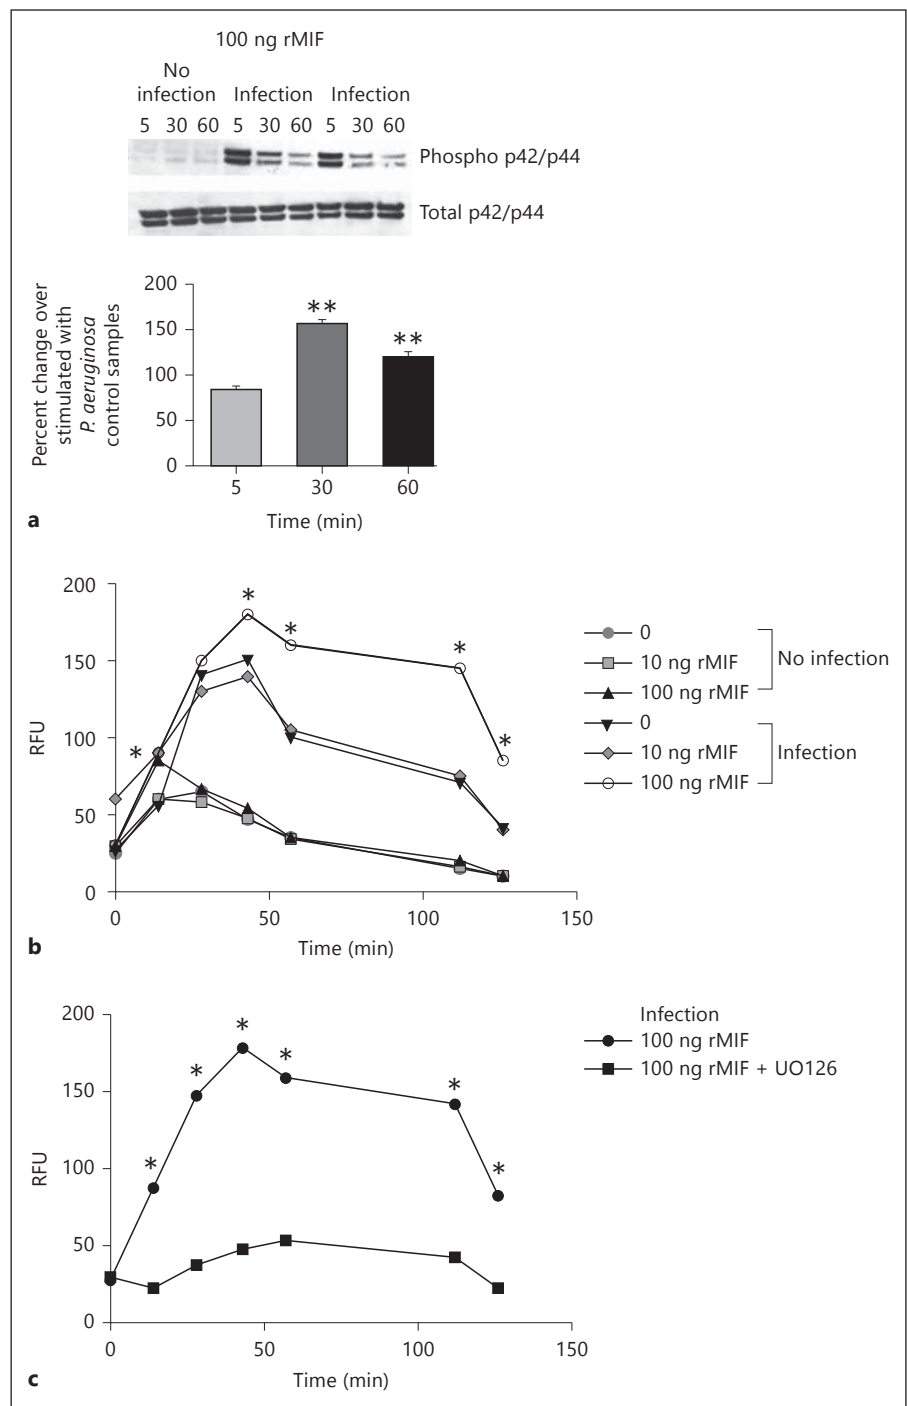 100 ng rMIF
No
infection Infection Infection
5 30 60 5 30 60 5 30 60
Phospho p42/p44
Total p42/p44
Percent change over
stimulated with
P. aeruginosa
control samples
200
150
100
50
0
** **
5 30 60
Time (min)
a
RFU
200
150
100
50
0
* * * * *
0 50 100 150
Time (min)
0
10 ng rMIF
100 ng rMIF
No infection
0
10 ng rMIF
100 ng rMIF
Infection
b
RFU
200
150
100
50
0
* * * * * *
0 50 100 150
Time (min)
Infection
100 ng rMIF
100 ng rMIF + UO126
c